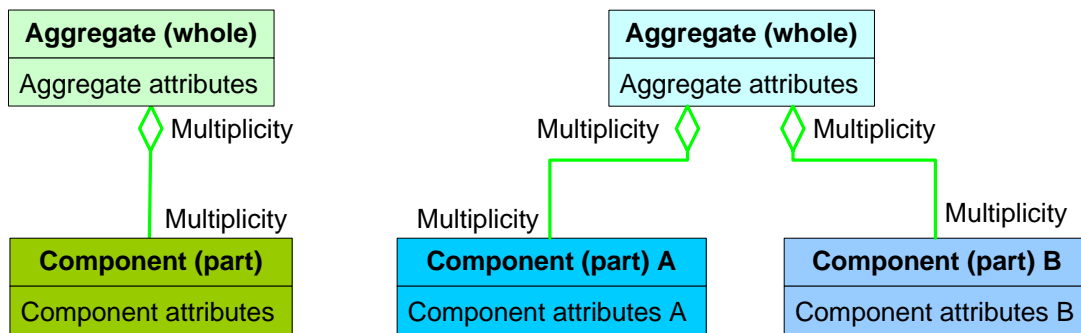 Aggregate (whole)
Aggregate attributes
Multiplicity
Multiplicity
Component (part)
Component attributes
Aggregate (whole)
Aggregate attributes
Multiplicity
Multiplicity
Multiplicity
Multiplicity
Component (part) A
Component attributes A
Component (part) B
Component attributes B